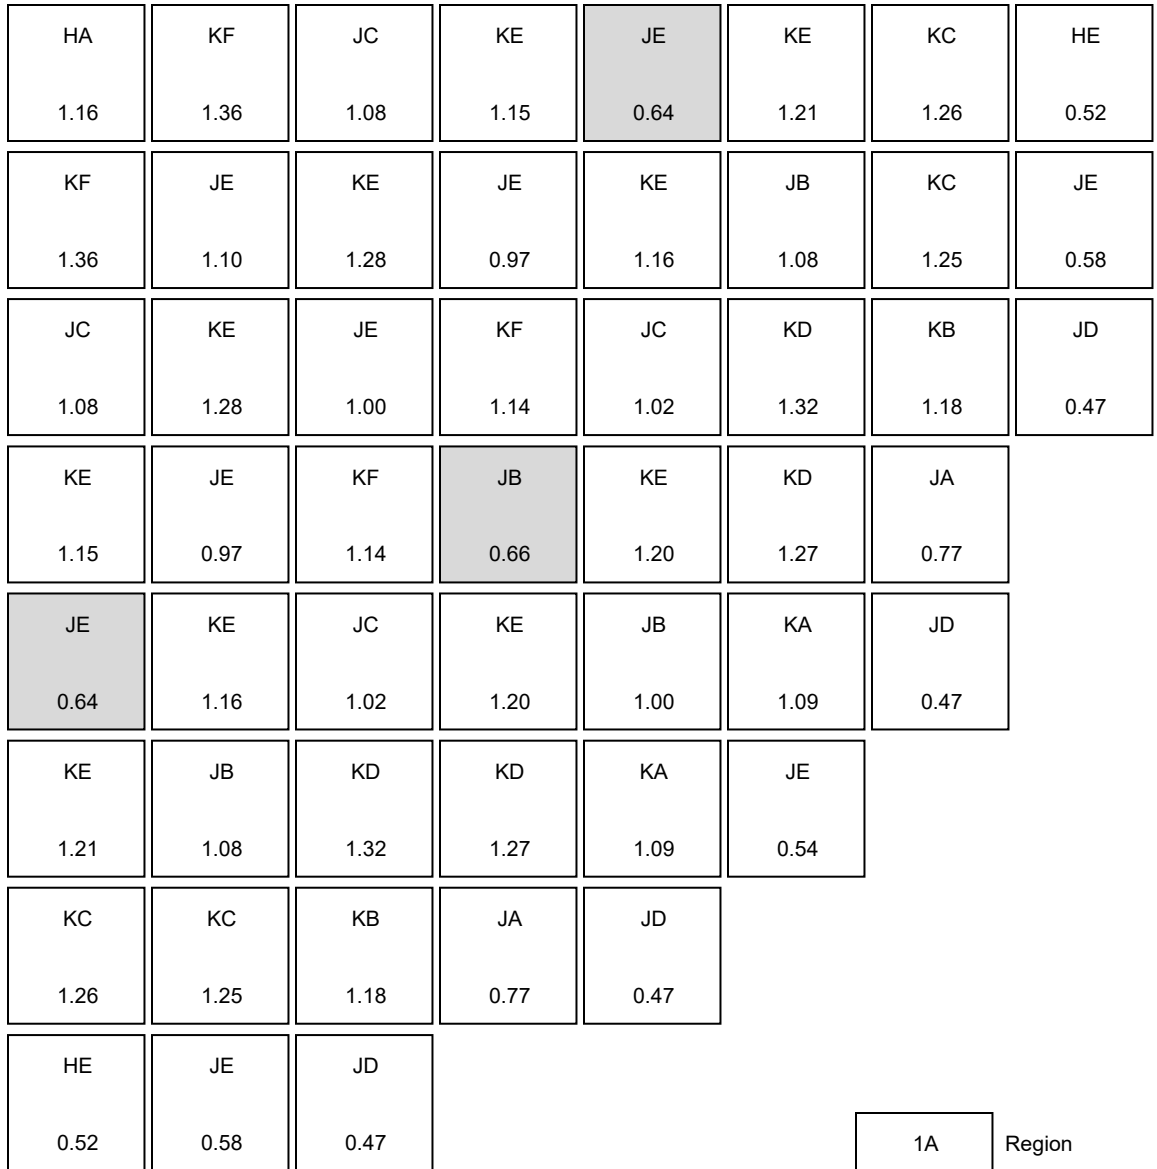 HA KF JC KE JE KE KC HE
1.16 1.36 1.08 1.15 0.64 1.21 1.26 0.52
KF JE KE JE KE JB KC JE
1.36 1.10 1.28 0.97 1.16 1.08 1.25 0.58
JC KE JE KF JC KD KB JD
1.08 1.28 1.00 1.14 1.02 1.32 1.18 0.47
KE JE KF JB KE KD JA
1.15 0.97 1.14 0.66 1.20 1.27 0.77
JE KE JC KE JB KA JD
0.64 1.16 1.02 1.20 1.00 1.09 0.47
KE JB KD KD KA JE
1.21 1.08 1.32 1.27 1.09 0.54
KC KC KB JA JD
1.26 1.25 1.18 0.77 0.47
HE JE JD
0.52 0.58 0.47
1A Region